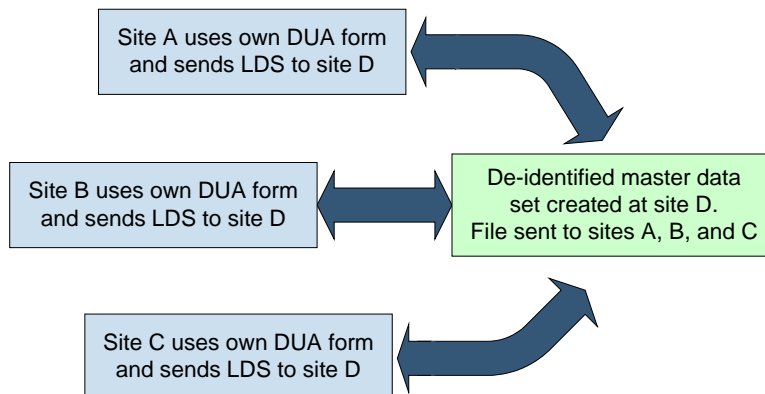 Site A uses own DUA form
and sends LDS to site D
Site B uses own DUA form
and sends LDS to site D
De-identified master data
set created at site D.
File sent to sites A, B, and C
Site C uses own DUA form
and sends LDS to site D